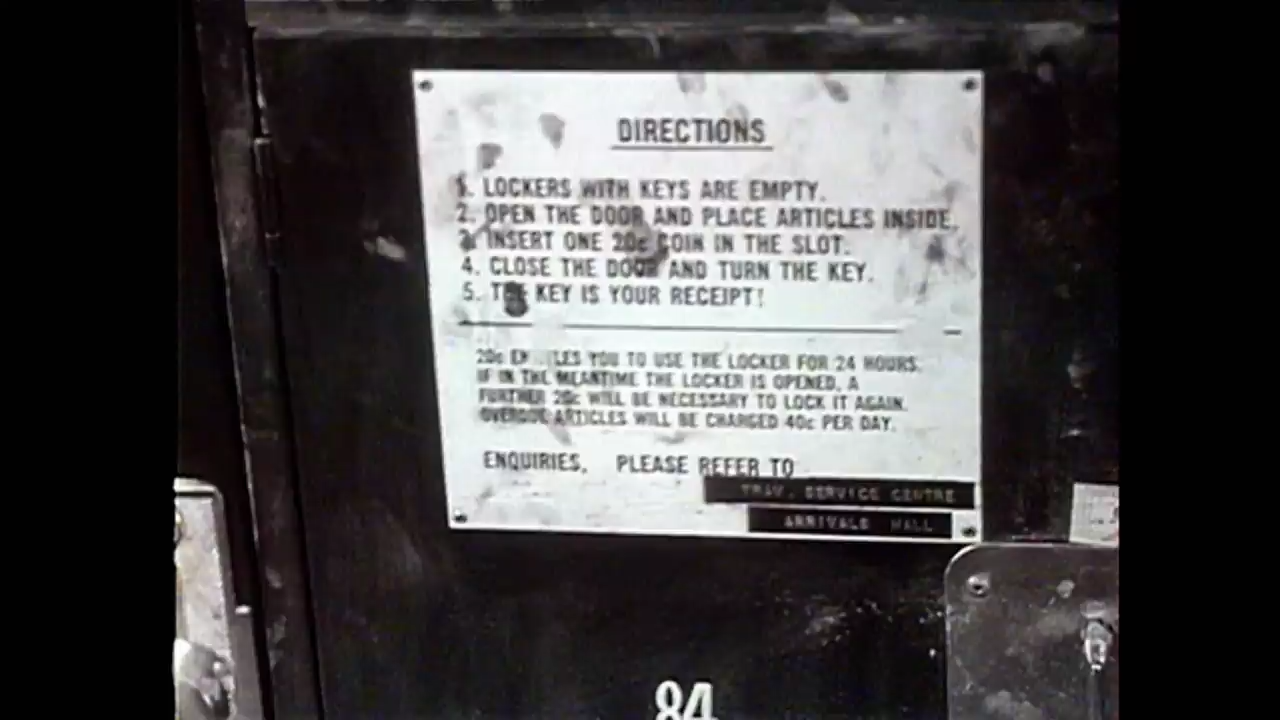 DIRECTIONS
1. LOCKERS WITH KEYS ARE EMPTY.
2. OPEN THE DOOR AND PLACE ARTICLES INSIDE.
3. INSERT ONE 20c COIN IN THE SLOT.
4. CLOSE THE DOOR AND TURN THE KEY.
5. THE KEY IS YOUR RECEIPT!
20c YOU TO USE THE LOCKER FOR 24 HOURS.
IF IN THE MEANTIME THE LOCKER IS OPENED, A
FURTHER 20c WILL BE NECESSARY TO LOCK IT AGAIN.
OVERDUE ARTICLES WILL BE CHARGED 40c PER DAY.
ENQUIRIES, PLEASE REFER TO
TRAV. SERVICE CENTRE
ARRIVALS HALL
84